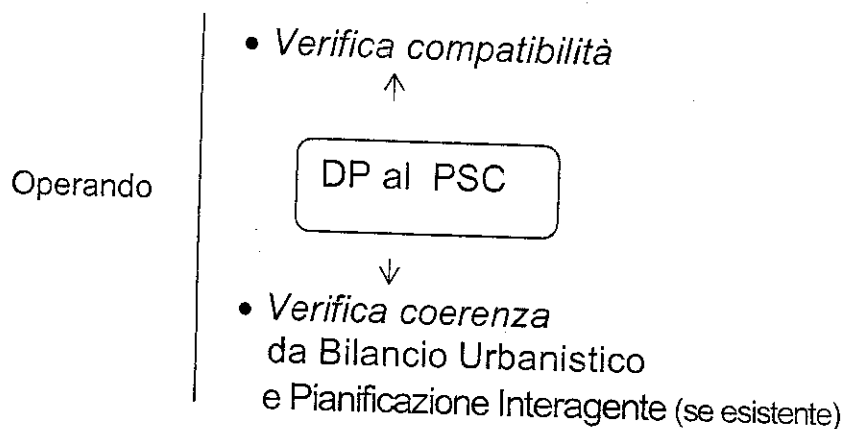 • Verifica compatibilità
↑
Operando
DP al PSC
↓
• Verifica coerenza
da Bilancio Urbanistico
e Pianificazione Interagente (se esistente)